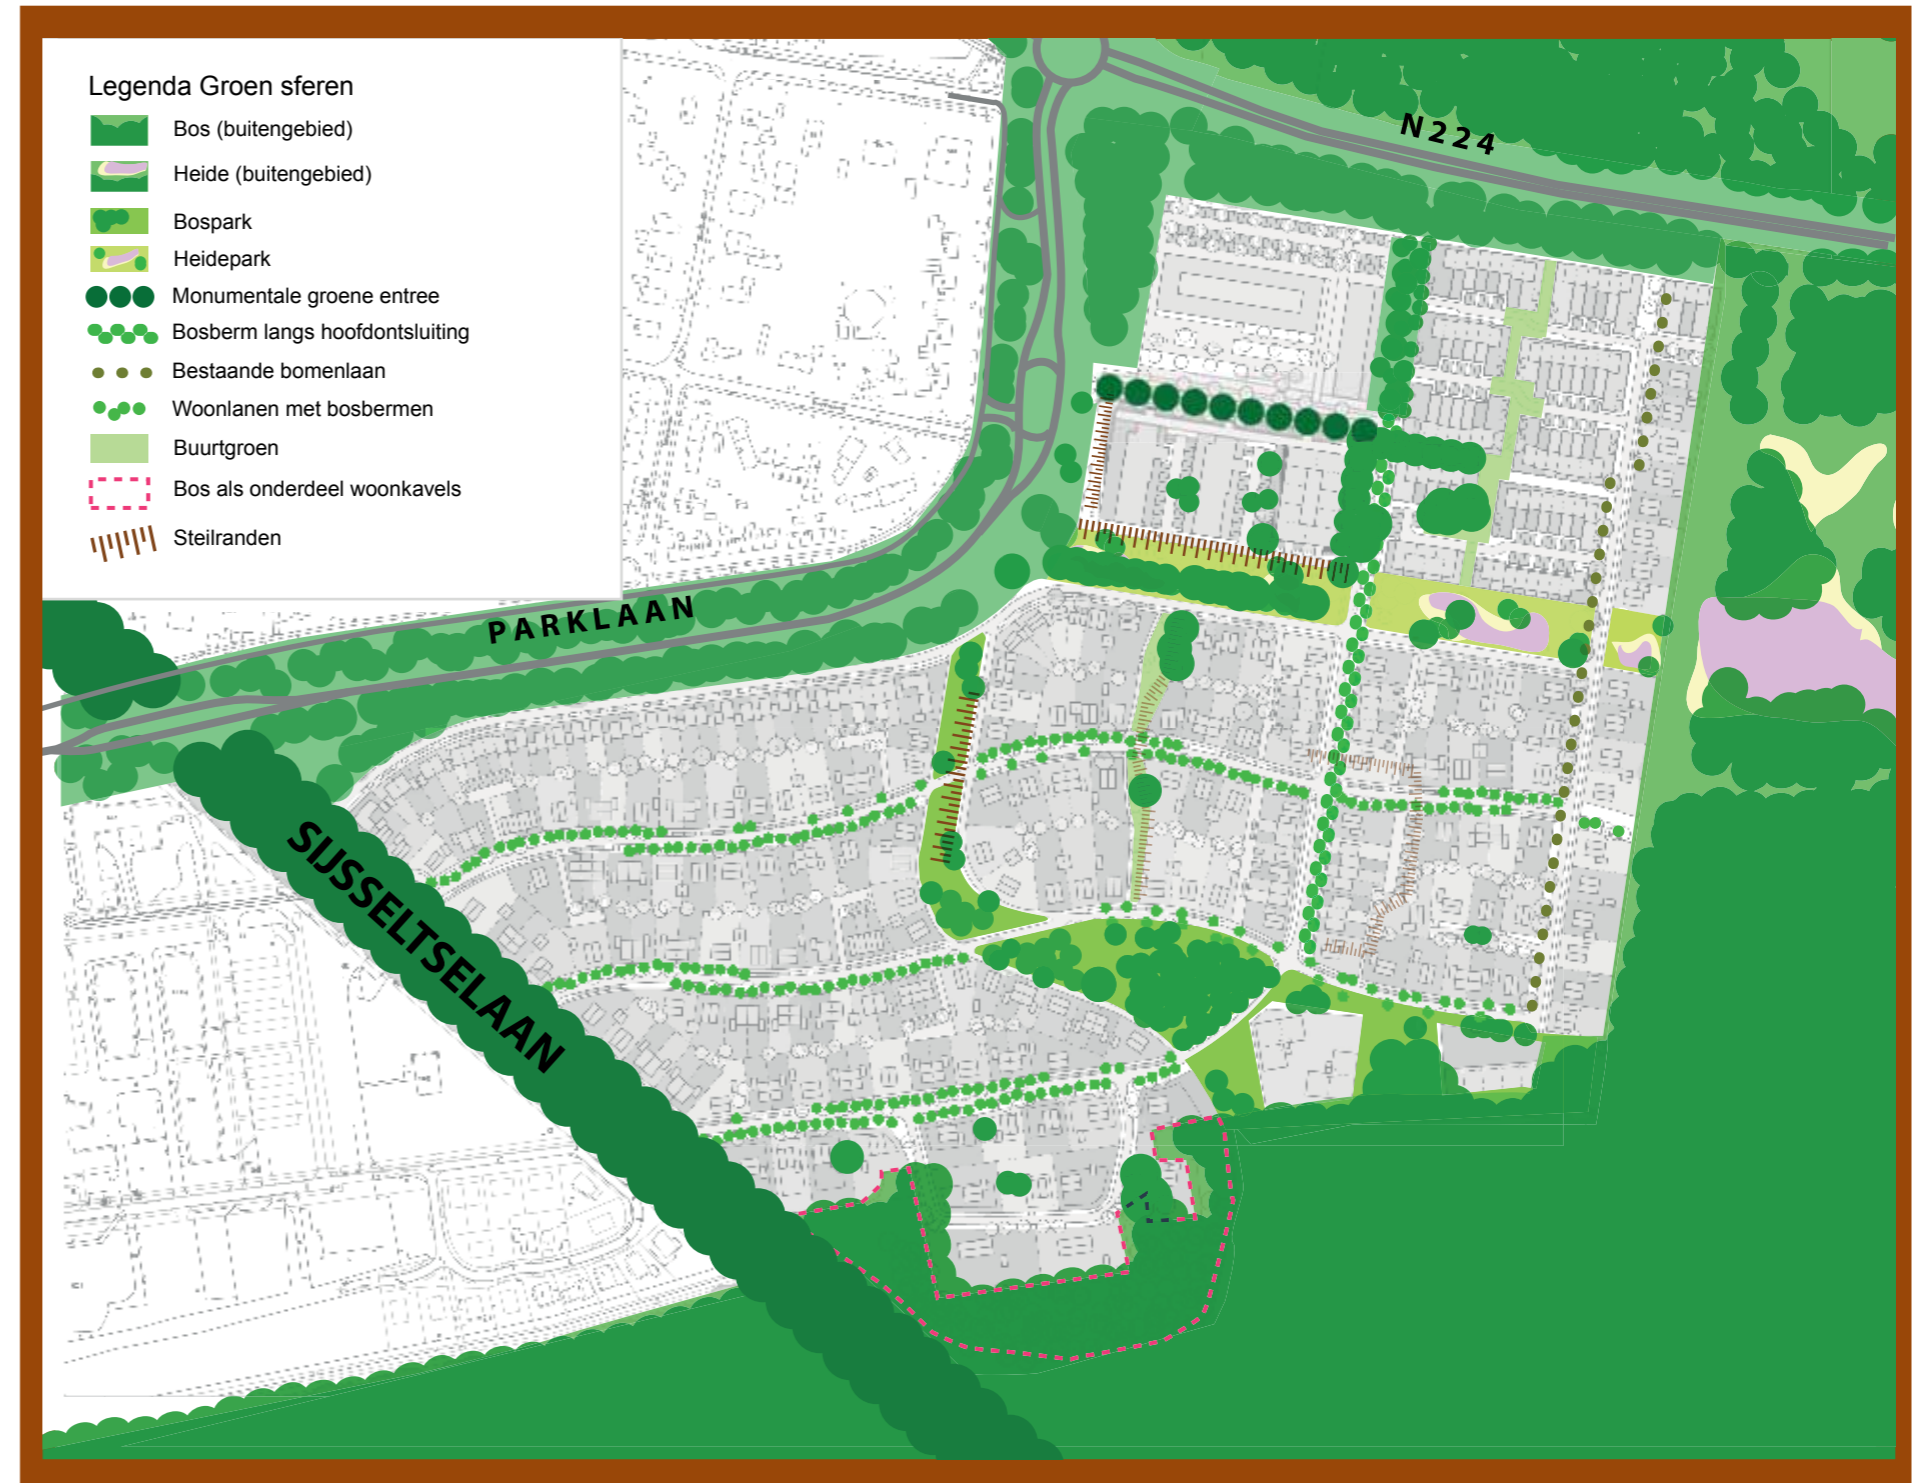 Legenda Groen sferen
Bos (buitengebied)
Heide (buitengebied)
Bospark
Heidepark
Monumentale groene entree
Bosberm langs hoofdontsluiting
Bestaande bomenlaan
Woonlanen met bosbermen
Buurtgroen
Bos als onderdeel woonkavels
Steilranden
N224
PARKLAAN
SIJSSELTSELAAN